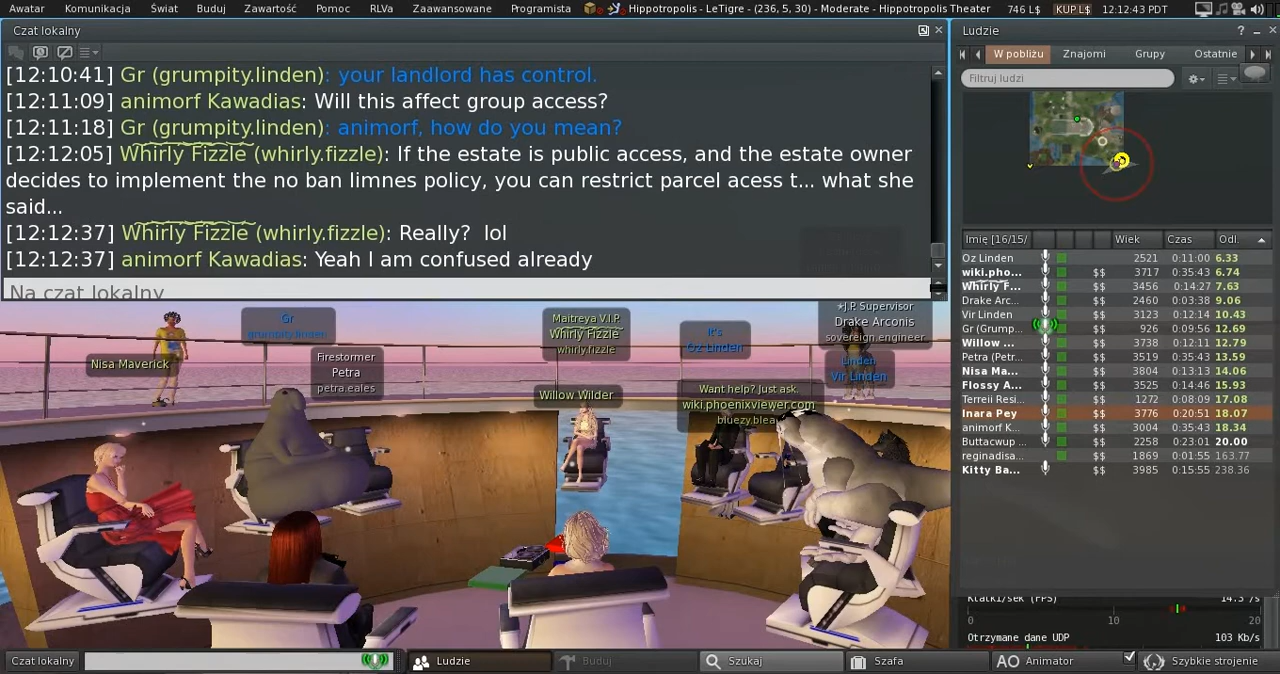 Awatar Komunikacja Świat Buduj Zawartość Pomoc RLVa Zaawansowane Programista Hippotropolis - LeTigre - (236, 5, 30) - Moderate - Hippotropolis Theater 746 L$ KUP L$ 12:12:43 PDT
Czat lokalny
[12:10:41] Gr (grumpity.linden): your landlord has control.
[12:11:09] animorf Kawadias: Will this affect group access?
[12:11:18] Gr (grumpity.linden): animorf, how do you mean?
[12:12:05] Whirly Fizzle (whirly.fizzle): If the estate is public access, and the estate owner
decides to implement the no ban limnes policy, you can restrict parcel acess t... what she
said...
[12:12:37] Whirly Fizzle (whirly.fizzle): Really? lol
[12:12:37] animorf Kawadias: Yeah I am confused already
Na czat lokalny
Nisa Maverick
Gr
grumpity.linden
Firestormer
Petra
petra.eales
Maitreya V.I.P.
Whirly Fizzle
whirly.fizzle
Willow Wilder
It's
Oz Linden
J.P. Supervisor
Drake Arconis
sovereign.engineer
Linden
Vir Linden
Want help? Just ask.
wiki.phoenixviewer.com
bluezy.blea
Ludzie
W pobliżu Znajomi Grupy Ostatnie
Filtruj ludzi
Imię [16/15/ Wiek Czas Odl.
Oz Linden 2521 0:11:00 6.33
wiki.pho... $$ 3717 0:35:43 6.74
Whirly F... $$ 3456 0:14:27 7.63
Drake Arc... $$ 2460 0:03:38 9.06
Vir Linden $$ 3123 0:12:14 10.43
Gr (Grump... $$ 926 0:09:56 12.69
Willow ... $$ 3738 0:12:11 12.79
Petra (Petr... $$ 3519 0:35:43 13.59
Nisa Ma... $$ 3804 0:13:13 14.06
Flossy A... $$ 3525 0:14:46 15.93
Terreii Resi... $$ 1272 0:08:09 17.08
Inara Pey $$ 3776 0:20:51 18.07
animorf K... $$ 3004 0:35:43 18.34
Buttacwup ... $$ 2258 0:23:01 20.00
reginadisa... $$ 1869 0:01:55 163.77
Kitty Ba... $$ 3985 0:15:55 238.36
Klatki/sek (FPS) 14.3 /s
0 10 20
Otrzymane dane UDP 103 Kb/s
Czat lokalny Ludzie Buduj Szukaj Szafa AO Animator Szybkie strojenie